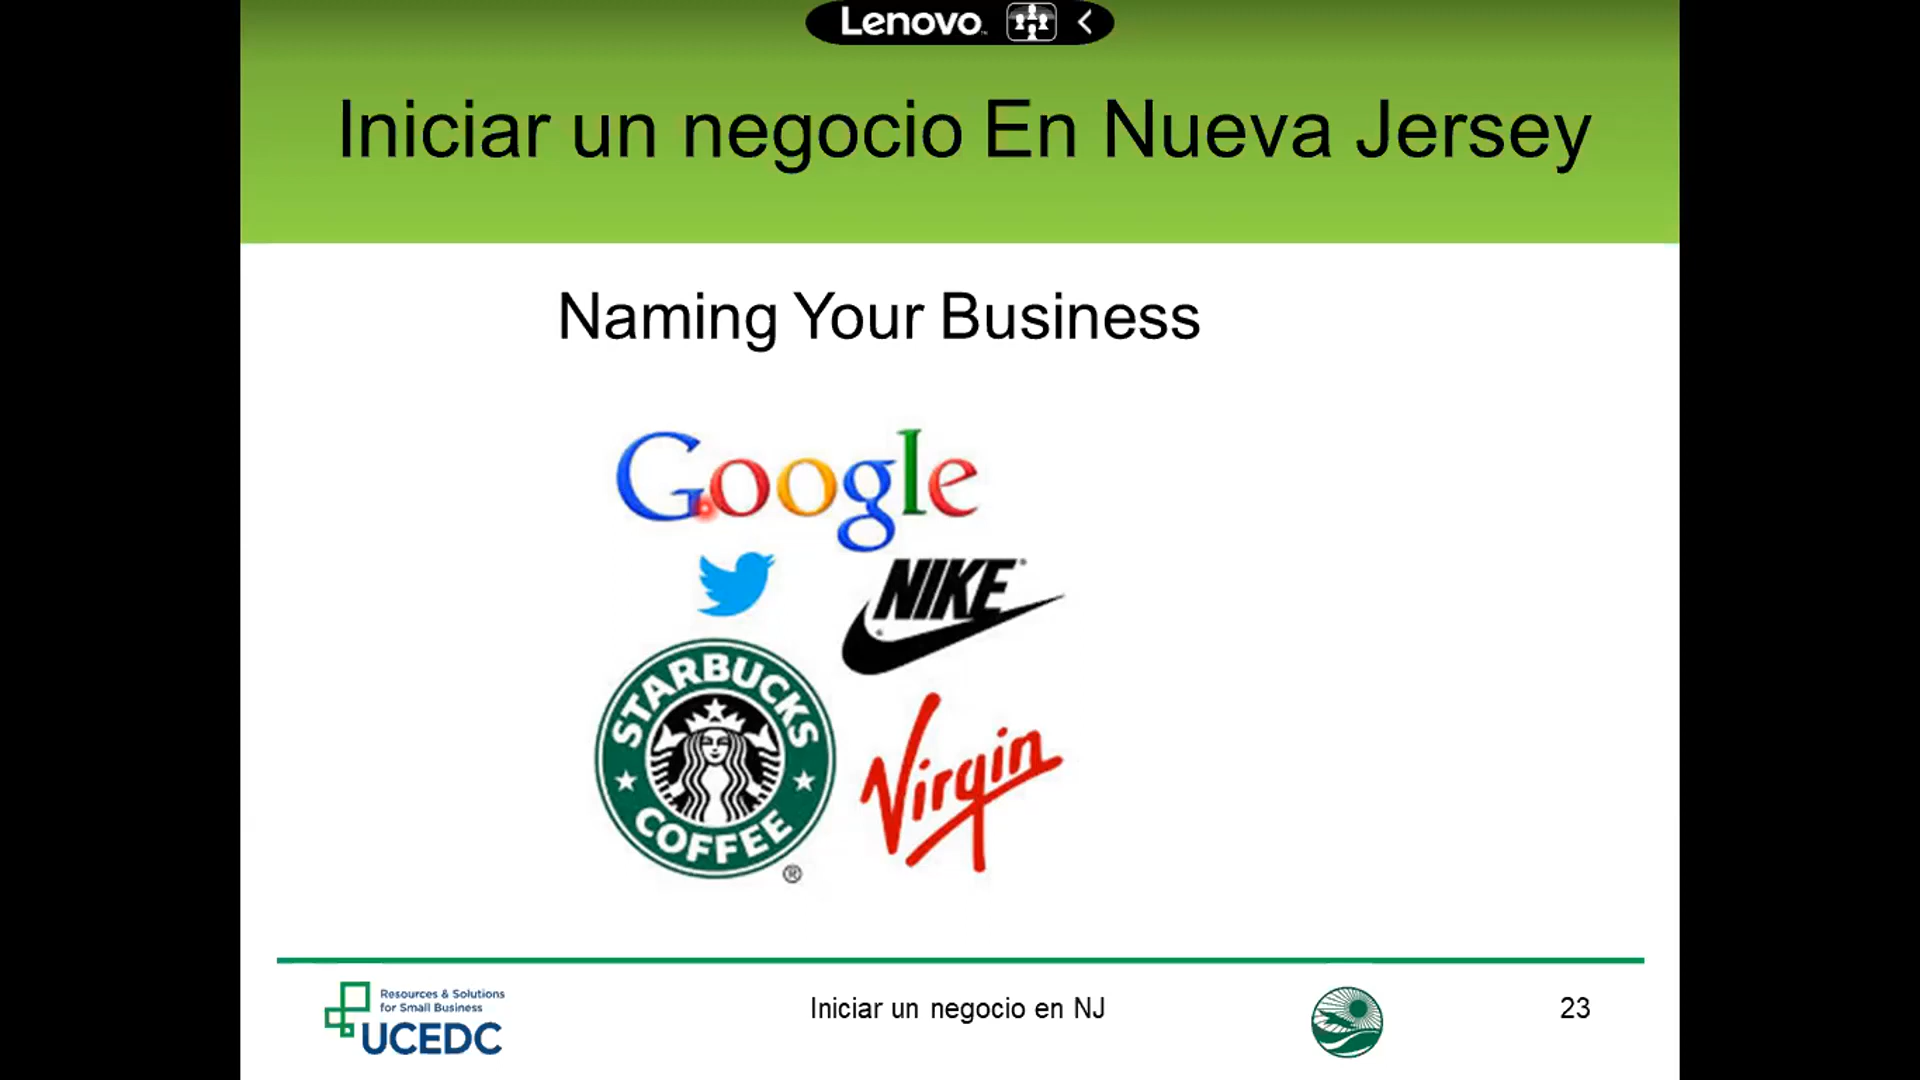 Lenovo
Iniciar un negocio En Nueva Jersey
Naming Your Business
Google
NIKE
STARBUCKS
COFFEE
®
Virgin
Resources & Solutions
for Small Business
UCEDC
Iniciar un negocio en NJ
23